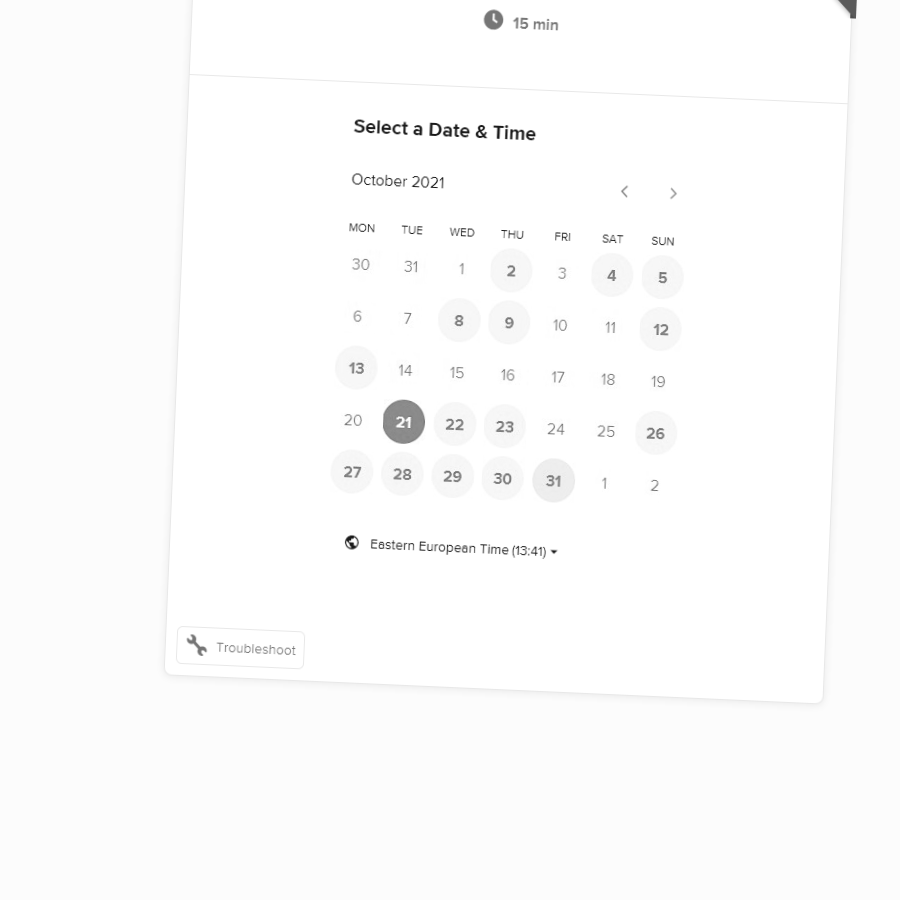 15 min
Select a Date & Time
October 2021
MON TUE WED THU FRI SAT SUN
30 31 1 2 3 4 5
6 7 8 9 10 11 12
13 14 15 16 17 18 19
20 21 22 23 24 25 26
27 28 29 30 31 1 2
Eastern European Time (13:41)
Troubleshoot